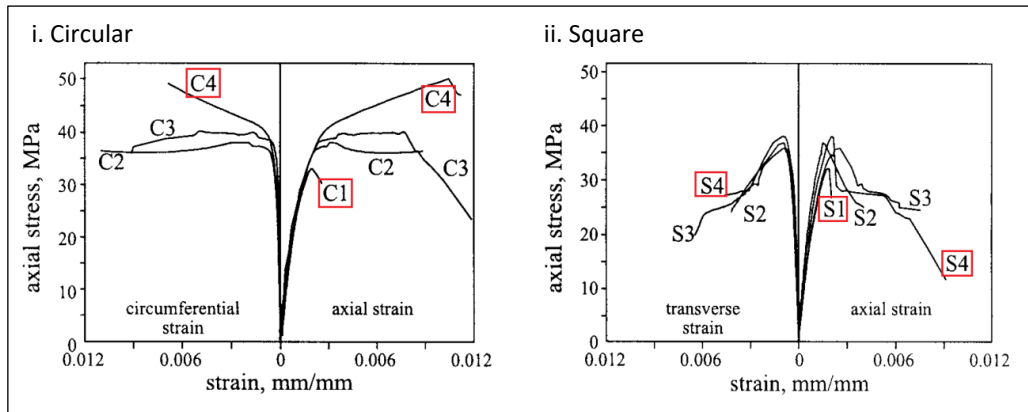 i. Circular
axial stress, MPa
50
40
30
20
10
0
C4
C3
C2
C4
C3
C1
circumferential
strain
axial strain
0.012
0.006
0
0.006
0.012
strain, mm/mm
ii. Square
axial stress, MPa
50
40
30
20
10
0
S4
S2
S3
S1
S2
S3
S4
transverse
strain
axial strain
0.012
0.006
0
0.006
0.012
strain, mm/mm